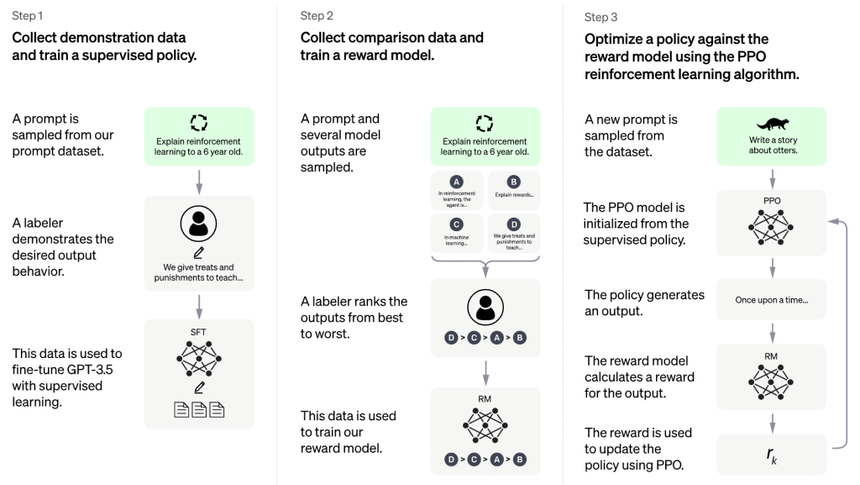 Step 1
Collect demonstration data
and train a supervised policy.
A prompt is
sampled from our
prompt dataset.
Explain reinforcement
learning to a 6 year old.
A labeler
demonstrates the
desired output
behavior.
We give treats and
punishments to teach...
This data is used to
fine-tune GPT-3.5
with supervised
learning.
SFT
Step 2
Collect comparison data and
train a reward model.
A prompt and
several model
outputs are
sampled.
Explain reinforcement
learning to a 6 year old.
A
In reinforcement
learning, the
agent is...
B
Explain rewards...
C
In machine
learning...
D
We give treats and
punishments to
teach...
A labeler ranks the
outputs from best
to worst.
D > C > A > B
This data is used
to train our
reward model.
RM
D > C > A > B
Step 3
Optimize a policy against the
reward model using the PPO
reinforcement learning algorithm.
A new prompt is
sampled from
the dataset.
Write a story
about otters.
The PPO model is
initialized from the
supervised policy.
PPO
The policy generates
an output.
Once upon a time...
The reward model
calculates a reward
for the output.
RM
The reward is used
to update the
policy using PPO.
rk